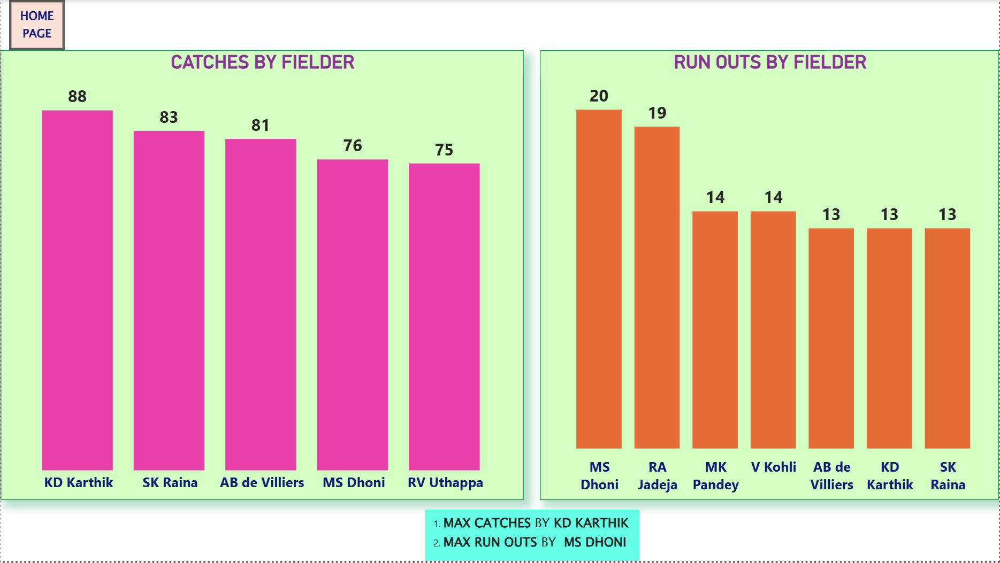 HOME
PAGE
CATCHES BY FIELDER
88
83
81
76
75
KD Karthik
SK Raina
AB de Villiers
MS Dhoni
RV Uthappa
RUN OUTS BY FIELDER
20
19
14
14
13
13
13
MS
Dhoni
RA
Jadeja
MK
Pandey
V Kohli
AB de
Villiers
KD
Karthik
SK
Raina
1. MAX CATCHES BY KD KARTHIK
2. MAX RUN OUTS BY MS DHONI